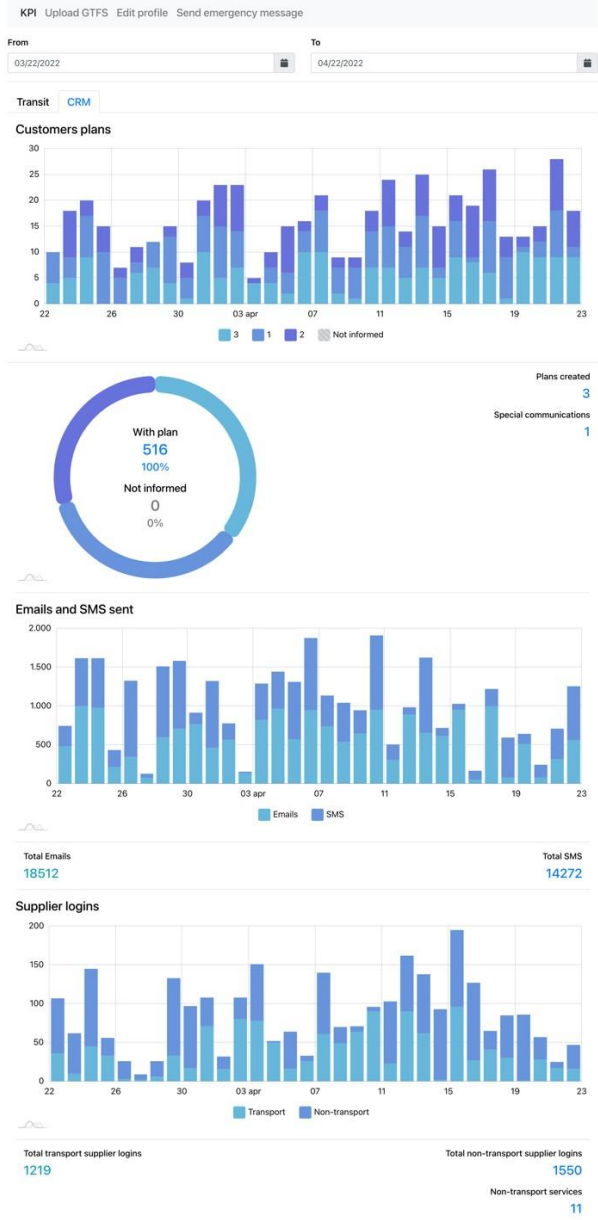 KPI Upload GTFS Edit profile Send emergency message
From To
03/22/2022 04/22/2022
Transit CRM
Customers plans
30
25
20
15
10
5
0
22 26 30 03 apr 07 11 15 19 23
3 1 2 Not informed
Plans created
3
Special communications
1
With plan
516
100%
Not informed
0
0%
Emails and SMS sent
2.000
1.500
1.000
500
0
22 26 30 03 apr 07 11 15 19 23
Emails SMS
Total Emails Total SMS
18512 14272
Supplier logins
200
150
100
50
0
22 26 30 03 apr 07 11 15 19 23
Transport Non-transport
Total transport supplier logins Total non-transport supplier logins
1219 1550
Non-transport services
11